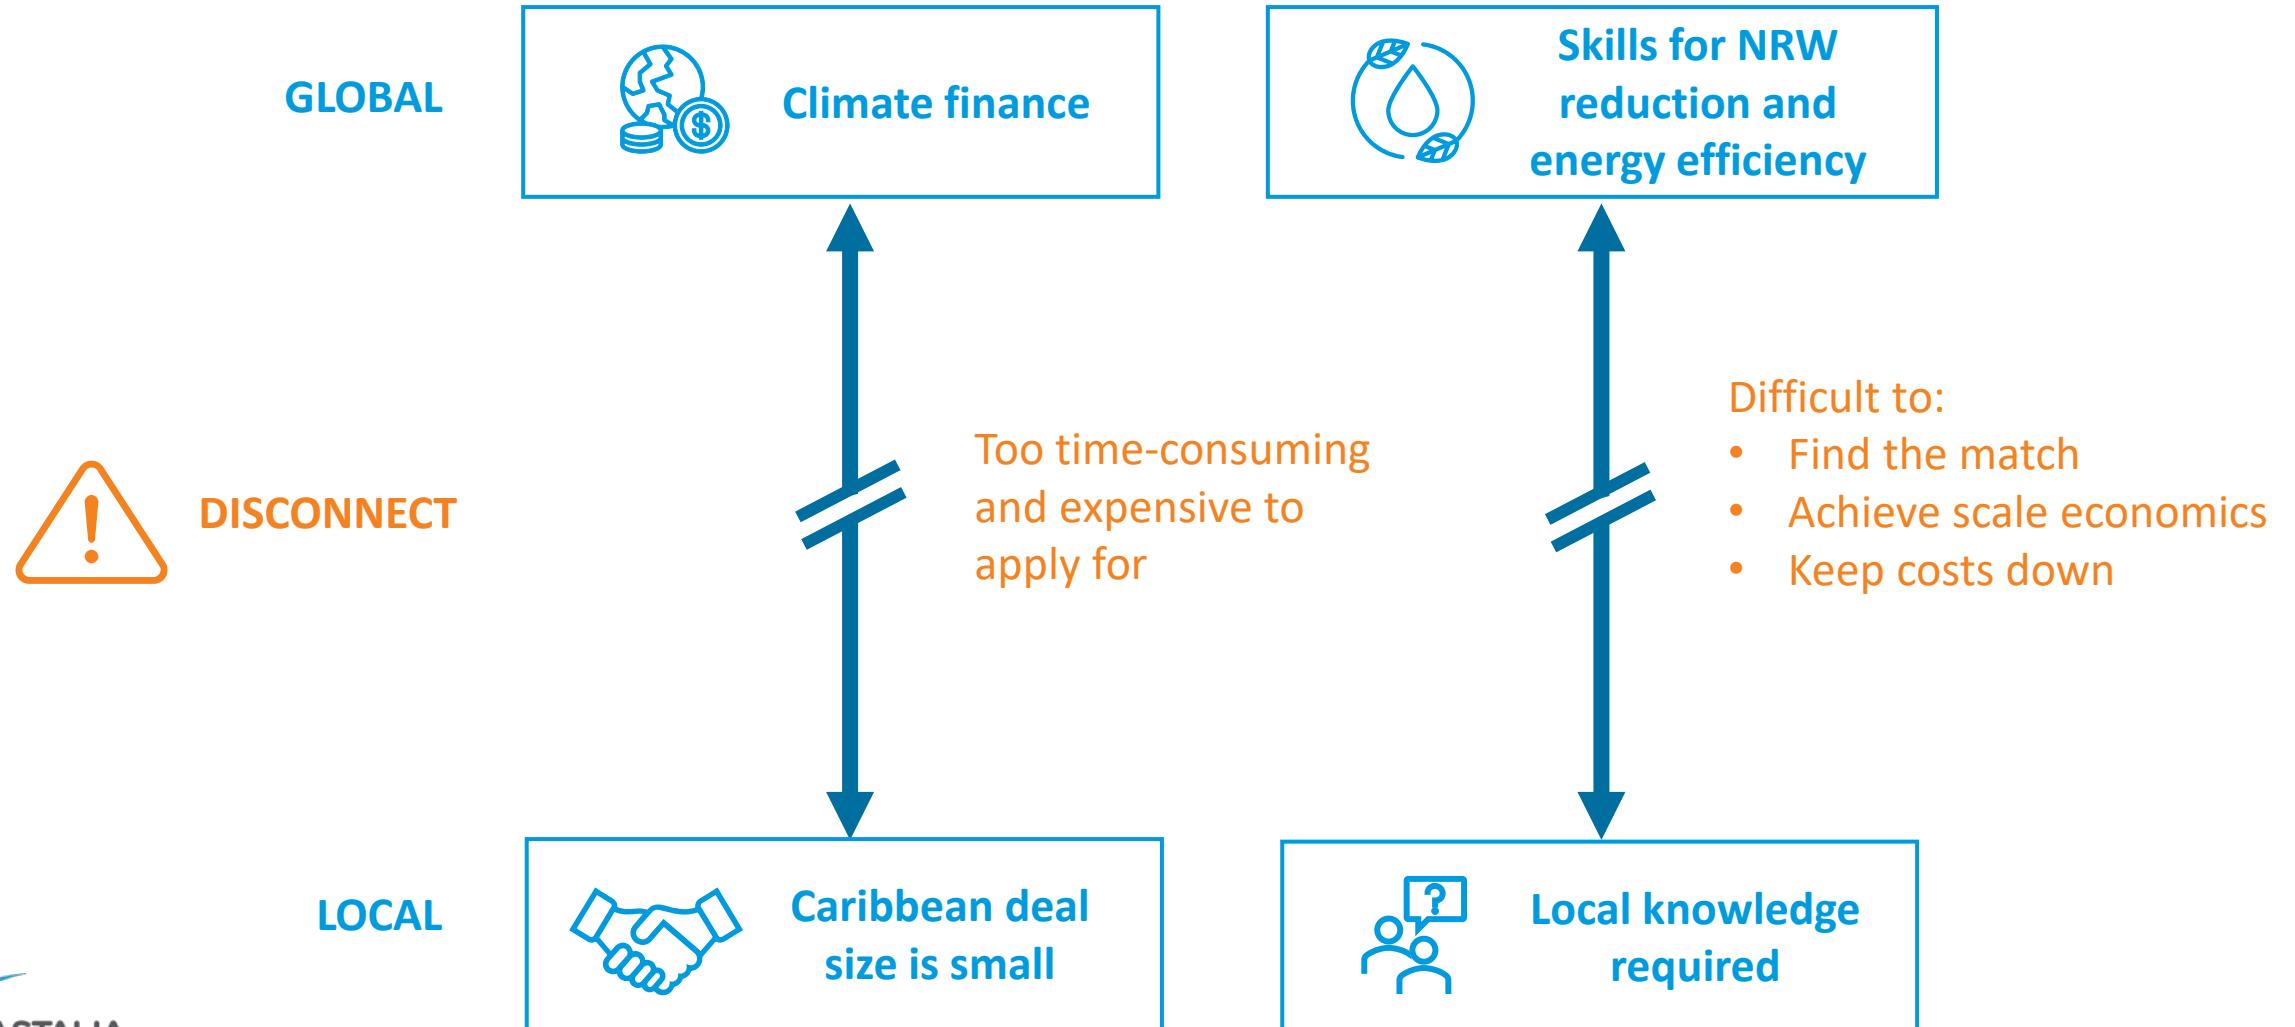 GLOBAL
Climate finance
$
Skills for NRW
reduction and
energy efficiency
DISCONNECT
Too time-consuming
and expensive to
apply for
Difficult to:
• Find the match
• Achieve scale economics
• Keep costs down
LOCAL
Caribbean deal
size is small
?
Local knowledge
required